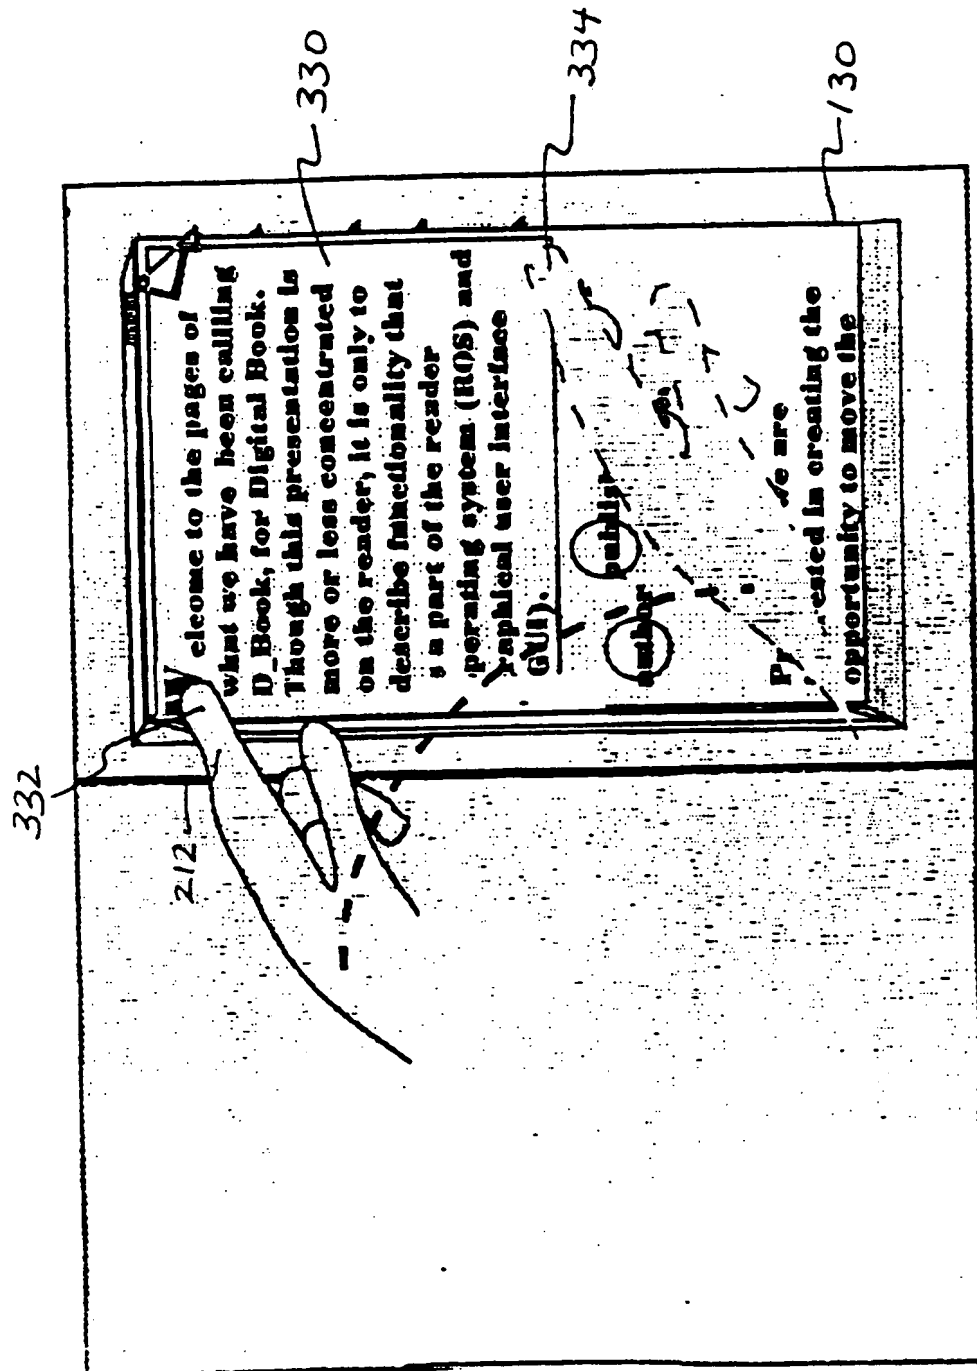 330
334
130
332
212
W
elcome to the pages of
what we have been calling
D_Book, for Digital Book.
Though this presentation is
more or less concentrated
on the reader, it is only to
describe
s a part of the reader
perating system (ROS) and
raphical user interface
GUI).
author
We are
ested in creating the
opportunity to move the